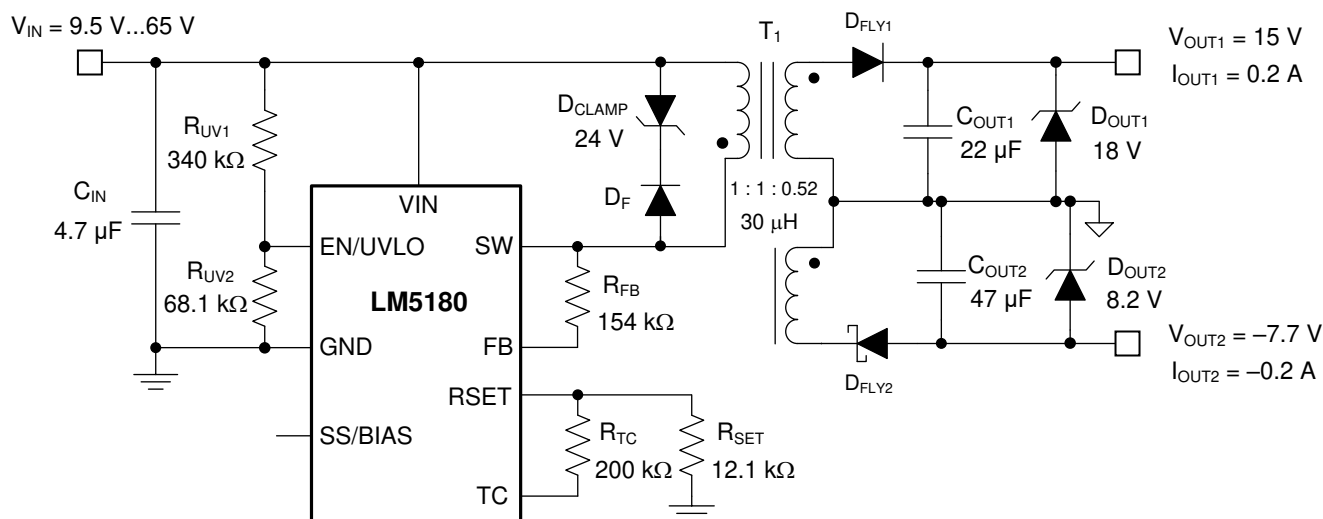 V_IN = 9.5 V...65 V
D_FLY1
T_1
V_OUT1 = 15 V
I_OUT1 = 0.2 A
R_UV1
340 kΩ
D_CLAMP
24 V
C_OUT1
22 µF
D_OUT1
18 V
C_IN
4.7 µF
VIN
D_F
1 : 1 : 0.52
30 µH
EN/UVLO
SW
R_UV2
68.1 kΩ
LM5180
R_FB
154 kΩ
C_OUT2
47 µF
D_OUT2
8.2 V
GND
FB
D_FLY2
V_OUT2 = –7.7 V
I_OUT2 = –0.2 A
RSET
SS/BIAS
R_TC
200 kΩ
R_SET
12.1 kΩ
TC